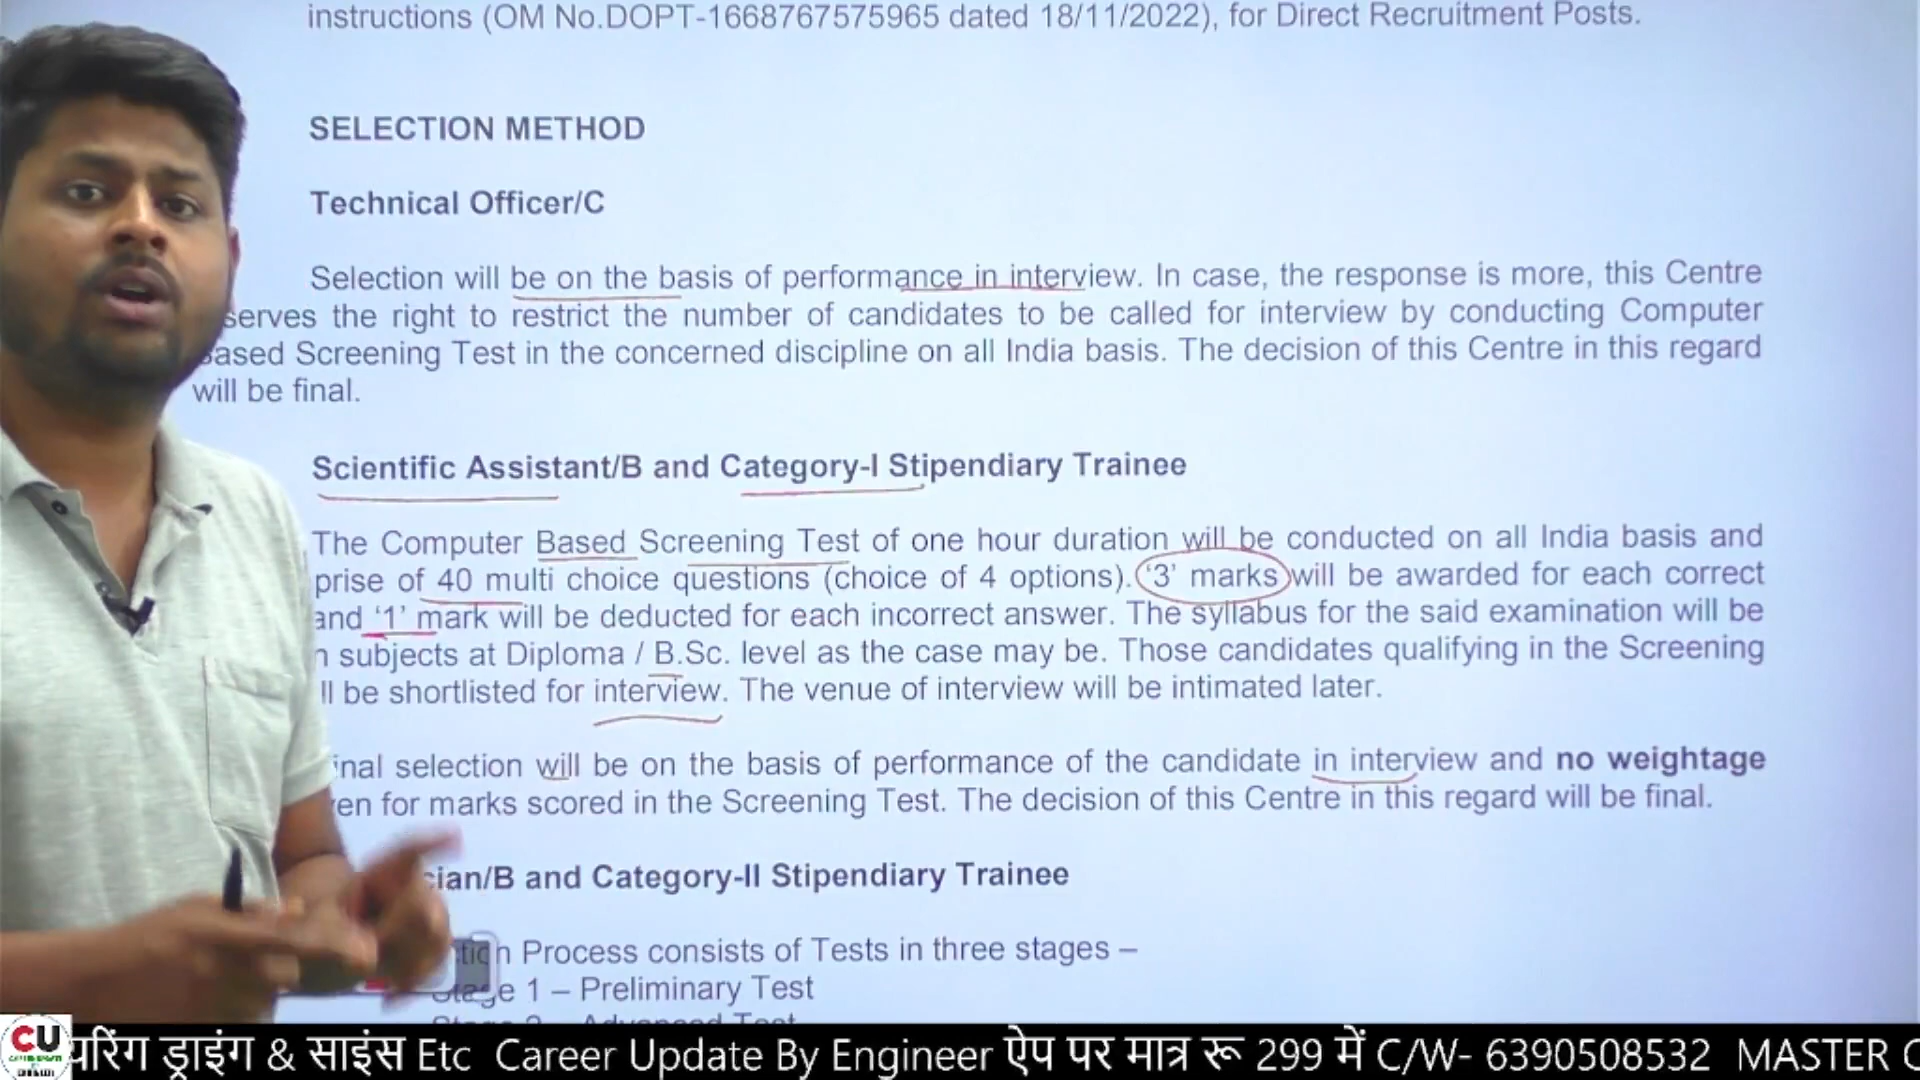 instructions (OM No.DOPT-1668767575965 dated 18/11/2022), for Direct Recruitment Posts.
SELECTION METHOD
Technical Officer/C
Selection will be on the basis of performance in interview. In case, the response is more, this Centre
serves the right to restrict the number of candidates to be called for interview by conducting Computer
Based Screening Test in the concerned discipline on all India basis. The decision of this Centre in this regard
will be final.
Scientific Assistant/B and Category-I Stipendiary Trainee
The Computer Based Screening Test of one hour duration will be conducted on all India basis and
prise of 40 multi choice questions (choice of 4 options). ‘3’ marks will be awarded for each correct
and ‘1’ mark will be deducted for each incorrect answer. The syllabus for the said examination will be
n subjects at Diploma / B.Sc. level as the case may be. Those candidates qualifying in the Screening
ll be shortlisted for interview. The venue of interview will be intimated later.
inal selection will be on the basis of performance of the candidate in interview and no weightage
en for marks scored in the Screening Test. The decision of this Centre in this regard will be final.
cian/B and Category-II Stipendiary Trainee
tion Process consists of Tests in three stages –
Stage 1 – Preliminary Test
CU यरिंग ड्राइंग & साइंस Etc Career Update By Engineer ऐप पर मात्र रू 299 में C/W- 6390508532 MASTER C